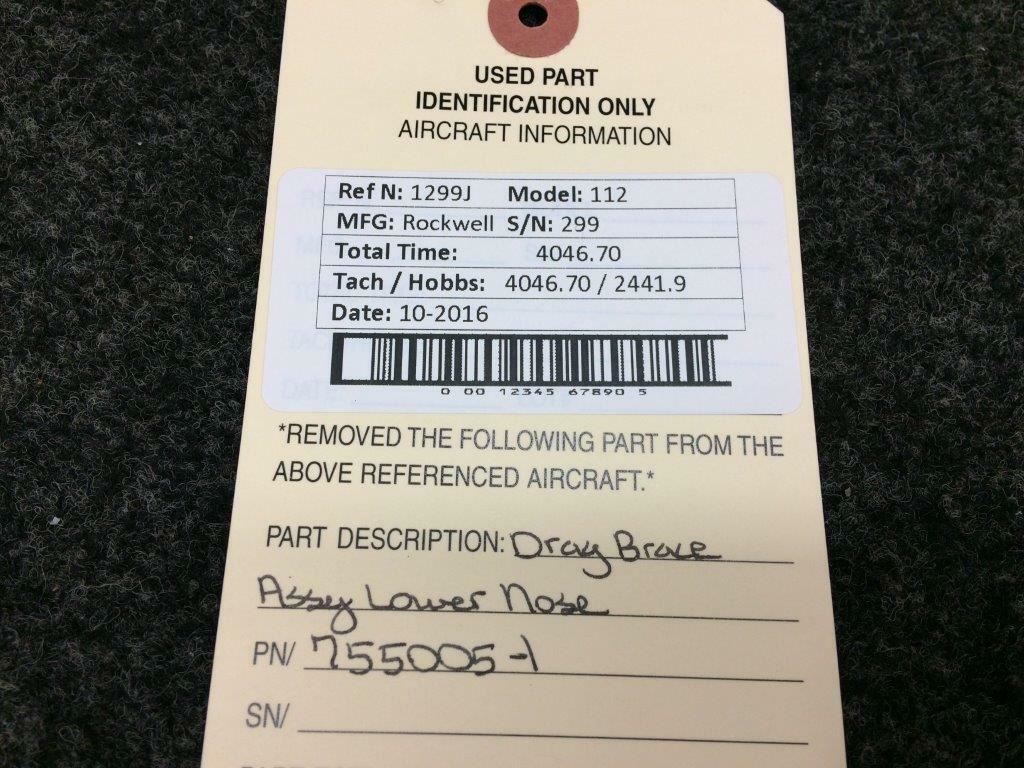 USED PART
IDENTIFICATION ONLY
AIRCRAFT INFORMATION
Ref N: 1299J Model: 112
MFG: Rockwell S/N: 299
Total Time: 4046.70
Tach / Hobbs: 4046.70 / 2441.9
Date: 10-2016
0 00 12345 67890 5
*REMOVED THE FOLLOWING PART FROM THE
ABOVE REFERENCED AIRCRAFT.*
PART DESCRIPTION: Drag Brace
Assy Lower Nose
PN/ 755005-1
SN/